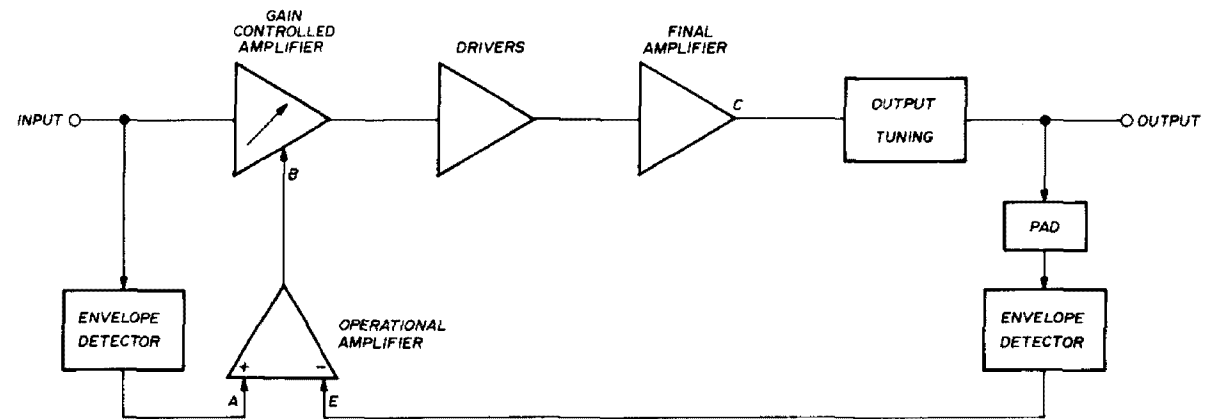 GAIN
CONTROLLED
AMPLIFIER
DRIVERS
FINAL
AMPLIFIER
INPUT
C
OUTPUT
TUNING
OUTPUT
B
PAD
ENVELOPE
DETECTOR
OPERATIONAL
AMPLIFIER
ENVELOPE
DETECTOR
+
-
A
E